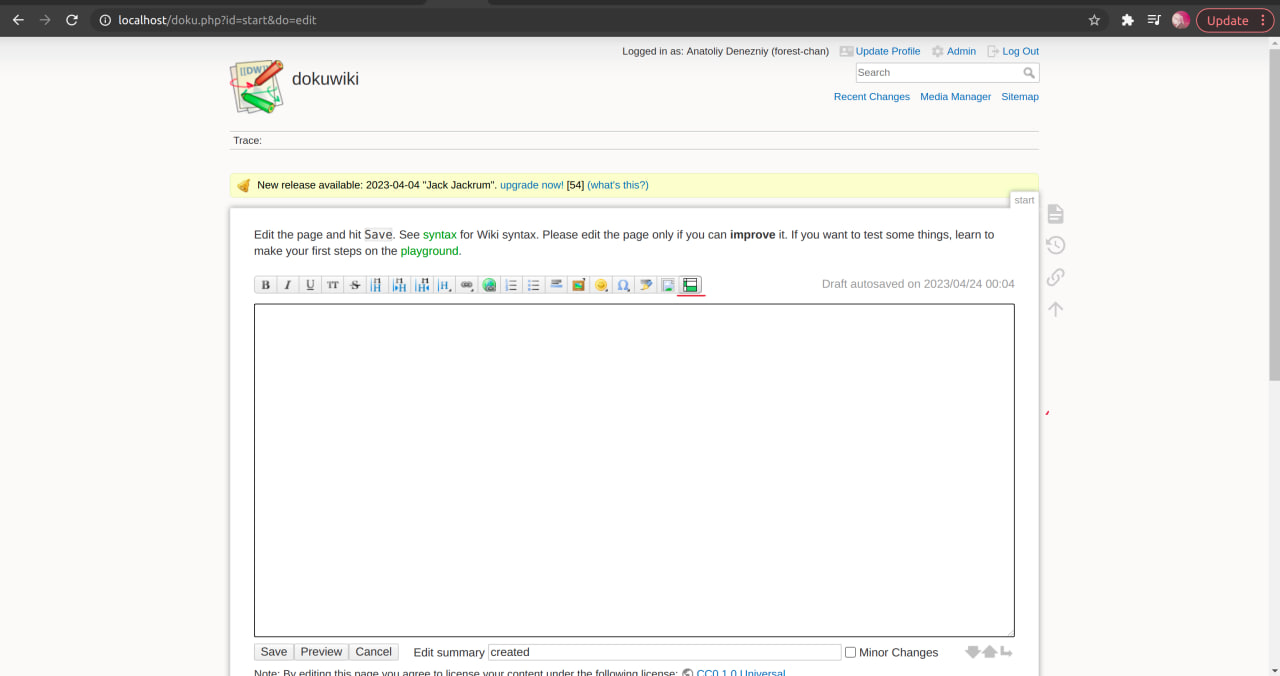 localhost/doku.php?id=start&do=edit
Update
Logged in as: Anatoliy Denezniy (forest-chan) Update Profile Admin Log Out
[[DW
dokuwiki
Search
Recent Changes Media Manager Sitemap
Trace:
New release available: 2023-04-04 "Jack Jackrum". upgrade now! [54] (what's this?)
start
Edit the page and hit Save. See syntax for Wiki syntax. Please edit the page only if you can improve it. If you want to test some things, learn to
make your first steps on the playground.
B I U TT S H H H H Ω
Draft autosaved on 2023/04/24 00:04
Save Preview Cancel Edit summary created Minor Changes
Note: By editing this page you agree to license your content under the following license: CC0 1.0 Universal